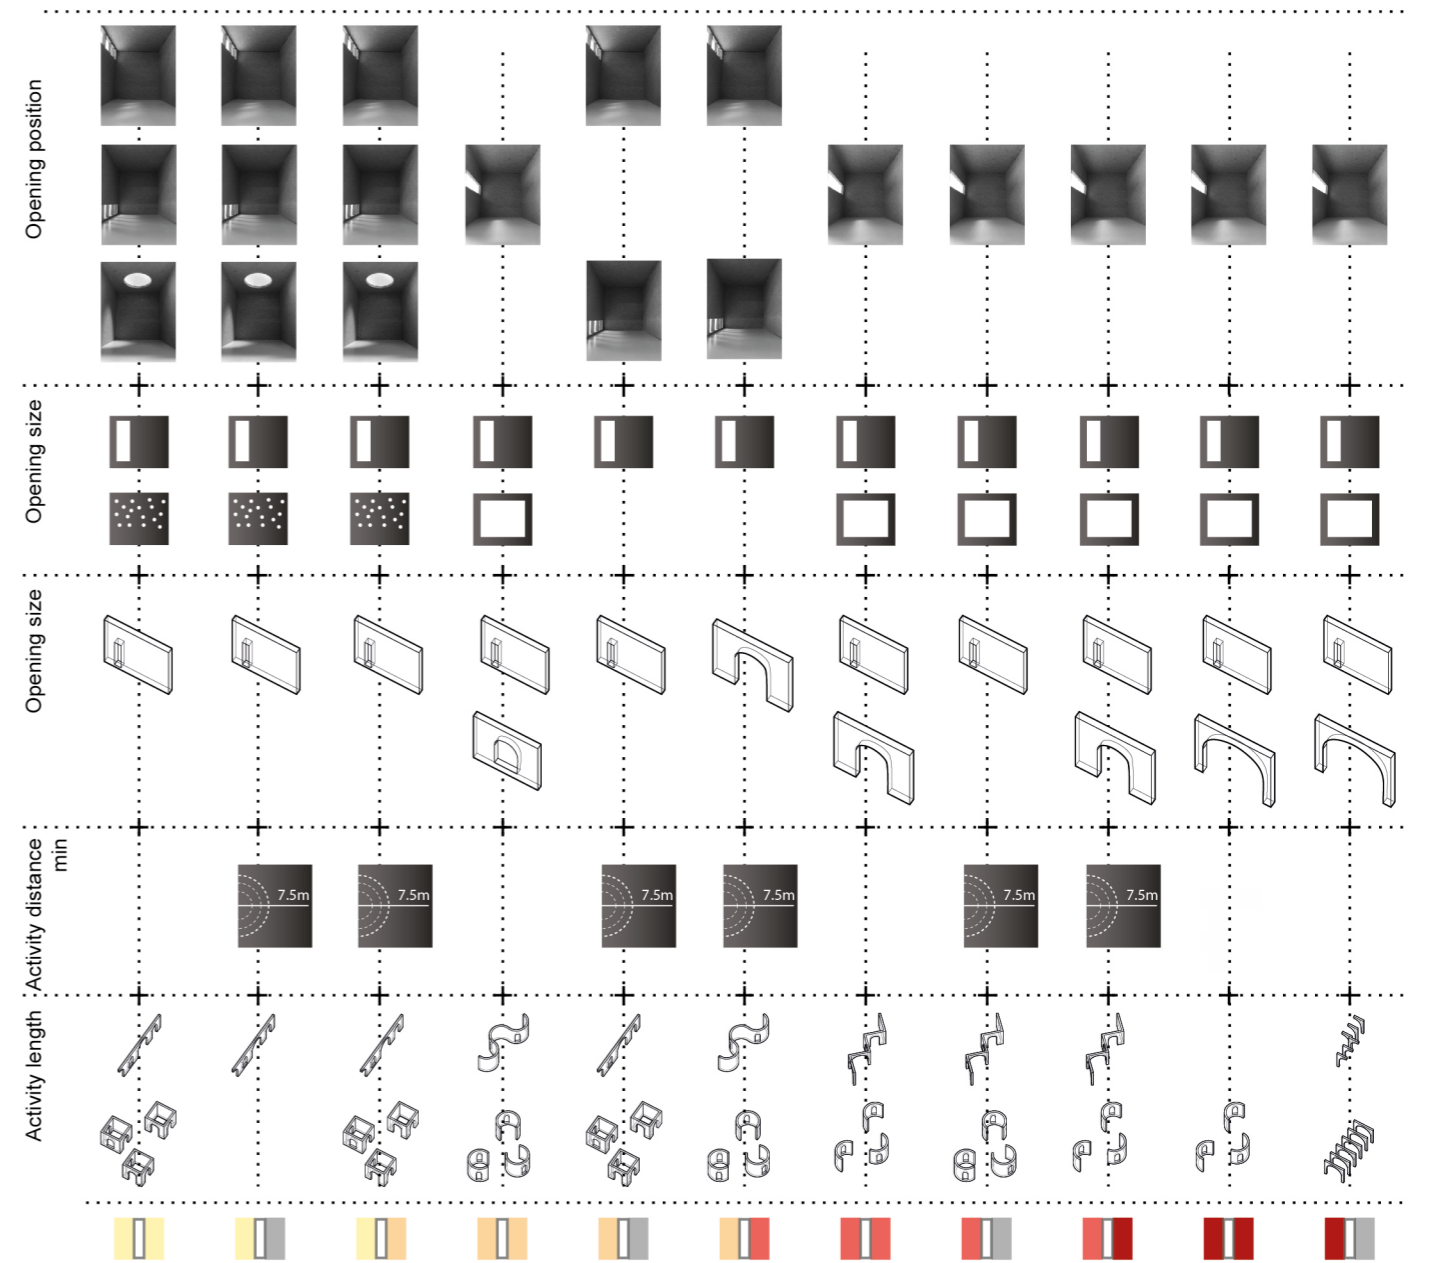 Opening position
Opening size
Opening size
Activity distance
min
7.5m
7.5m
7.5m
7.5m
7.5m
7.5m
Activity length